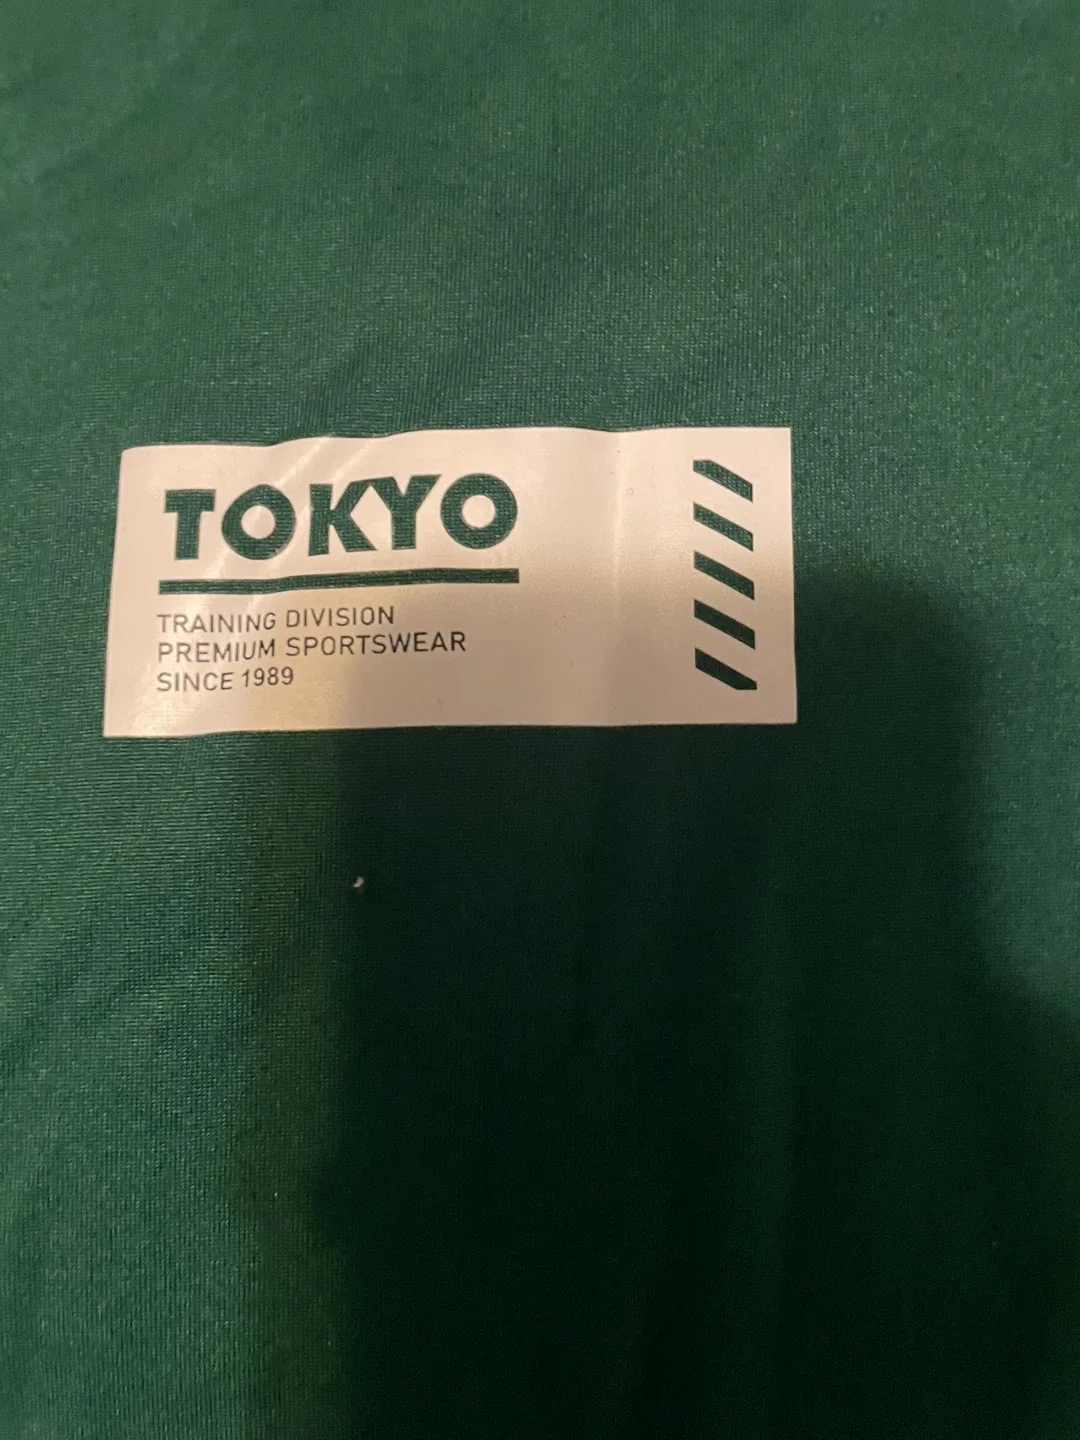 TOKYO
TRAINING DIVISION
PREMIUM SPORTSWEAR
SINCE 1989